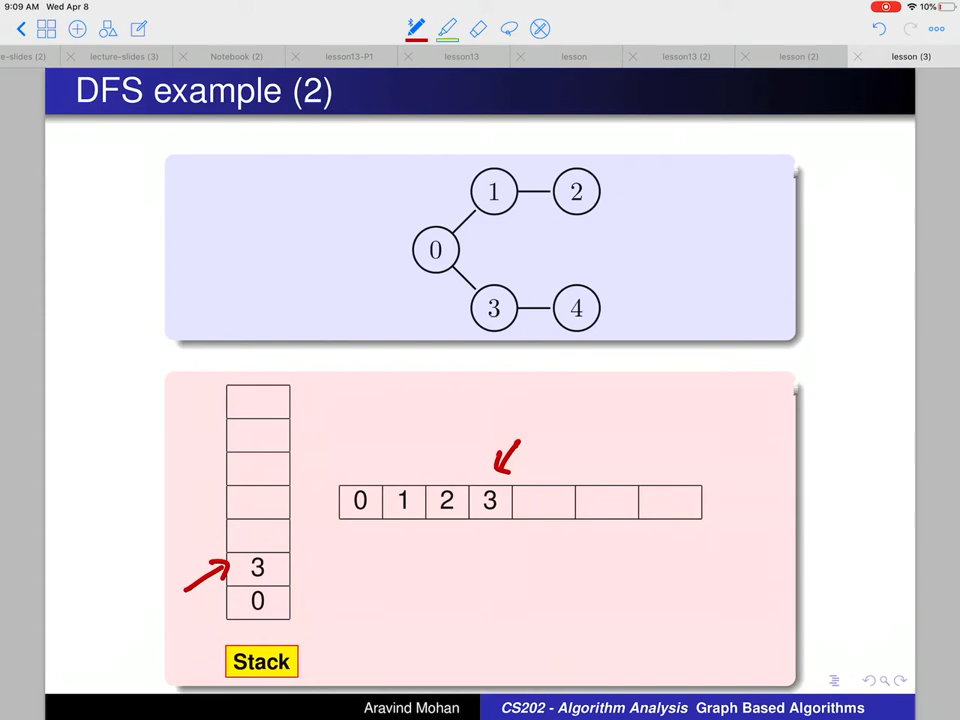 9:09 AM Wed Apr 8
10%
e-slides (2) lecture-slides (3) Notebook (2) lesson13-P1 lesson13 lesson lesson13 (2) lesson (2) lesson (3)
DFS example (2)
1 2
0
3 4
0 1 2 3
3
0
Stack
Aravind Mohan CS202 - Algorithm Analysis Graph Based Algorithms